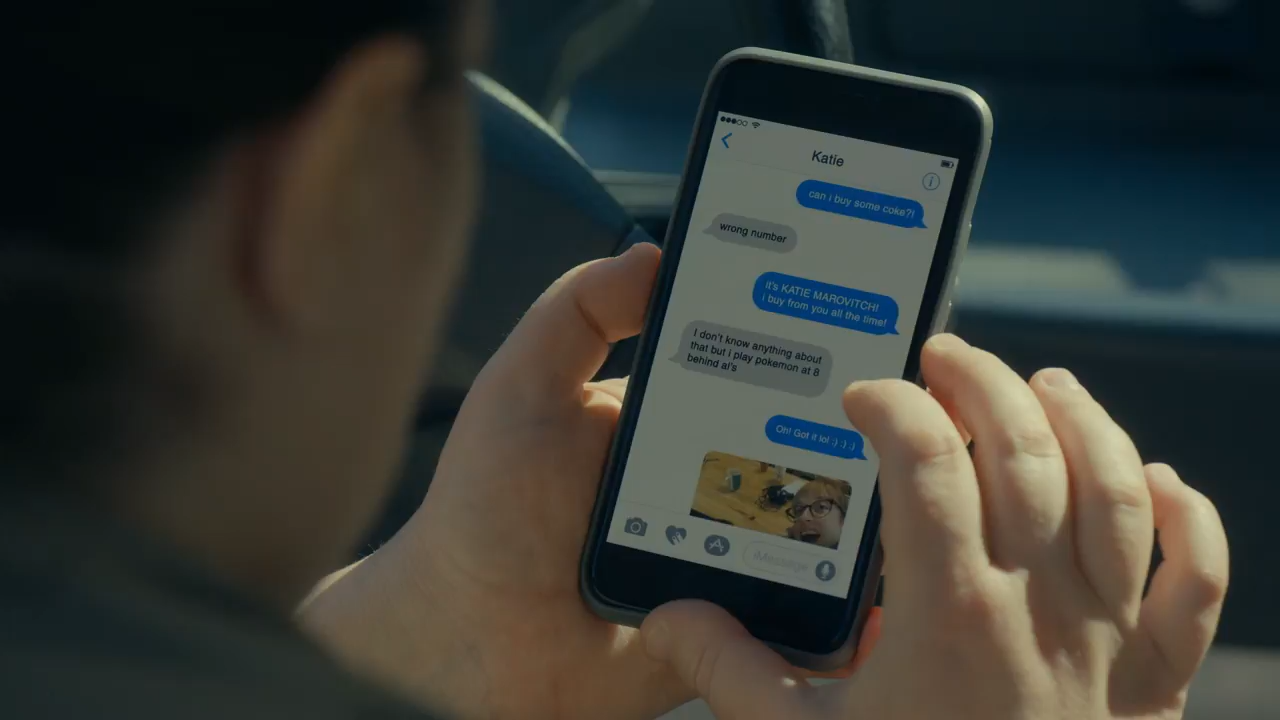 Katie
can i buy some coke?!
wrong number
it's KATIE MAROVITCH!
i buy from you all the time!
I don't know anything about
that but i play pokemon at 8
behind al's
Oh! Got it lol :) :) :)
iMessage